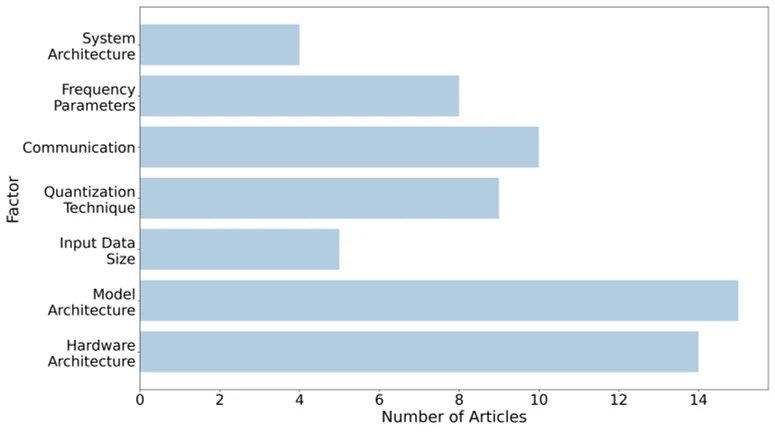 System
Architecture
Frequency
Parameters
Communication
Quantization
Technique
Input Data
Size
Model
Architecture
Hardware
Architecture
Factor
0 2 4 6 8 10 12 14
Number of Articles